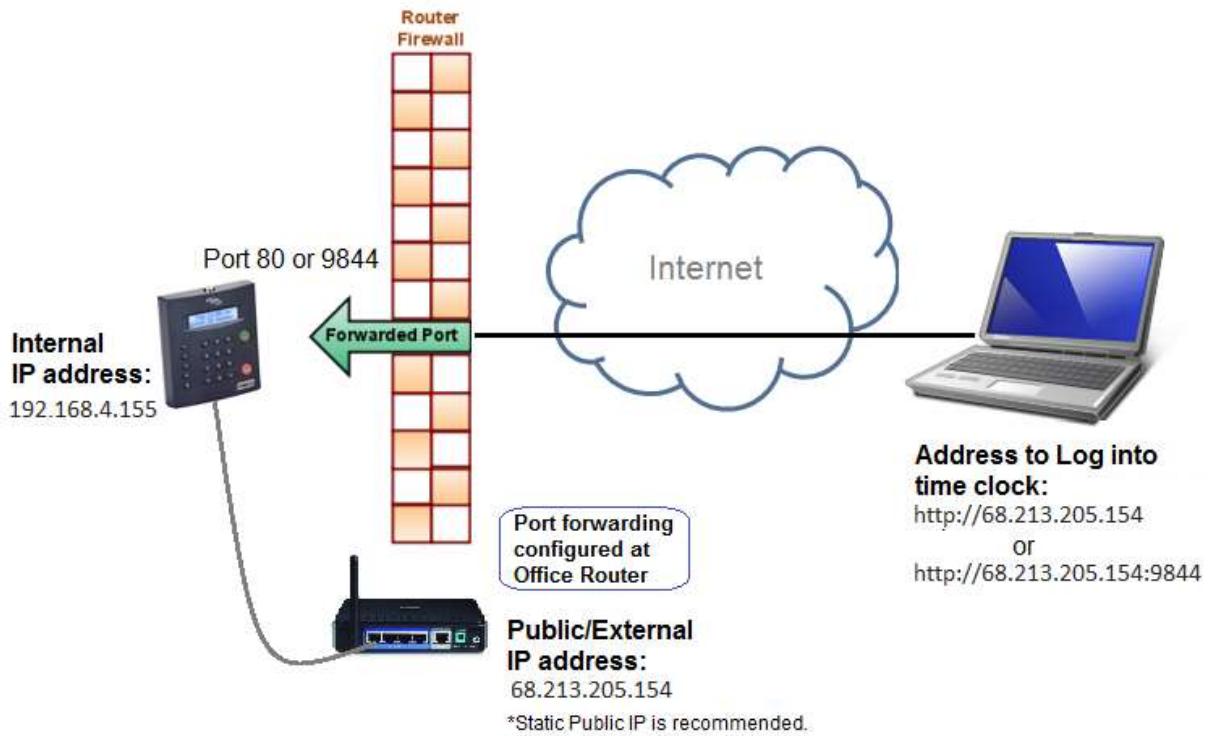 Router
Firewall
Port 80 or 9844
Internet
Forwarded Port
Internal
IP address:
192.168.4.155
Address to Log into
time clock:
http://68.213.205.154
or
http://68.213.205.154:9844
Port forwarding
configured at
Office Router
Public/External
IP address:
68.213.205.154
*Static Public IP is recommended.